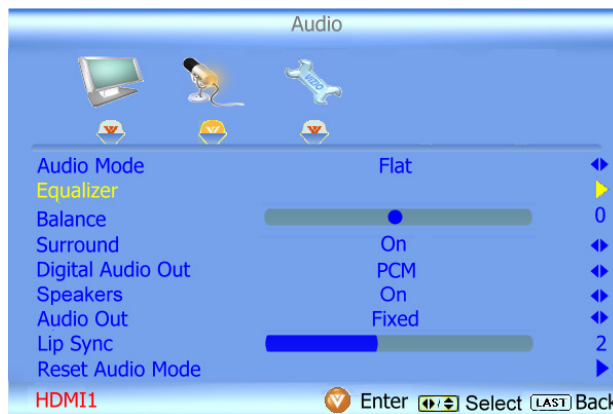 Audio
VIZIO
Audio Mode Flat
Equalizer
Balance 0
Surround On
Digital Audio Out PCM
Speakers On
Audio Out Fixed
Lip Sync 2
Reset Audio Mode
HDMI1 Enter Select LAST Back